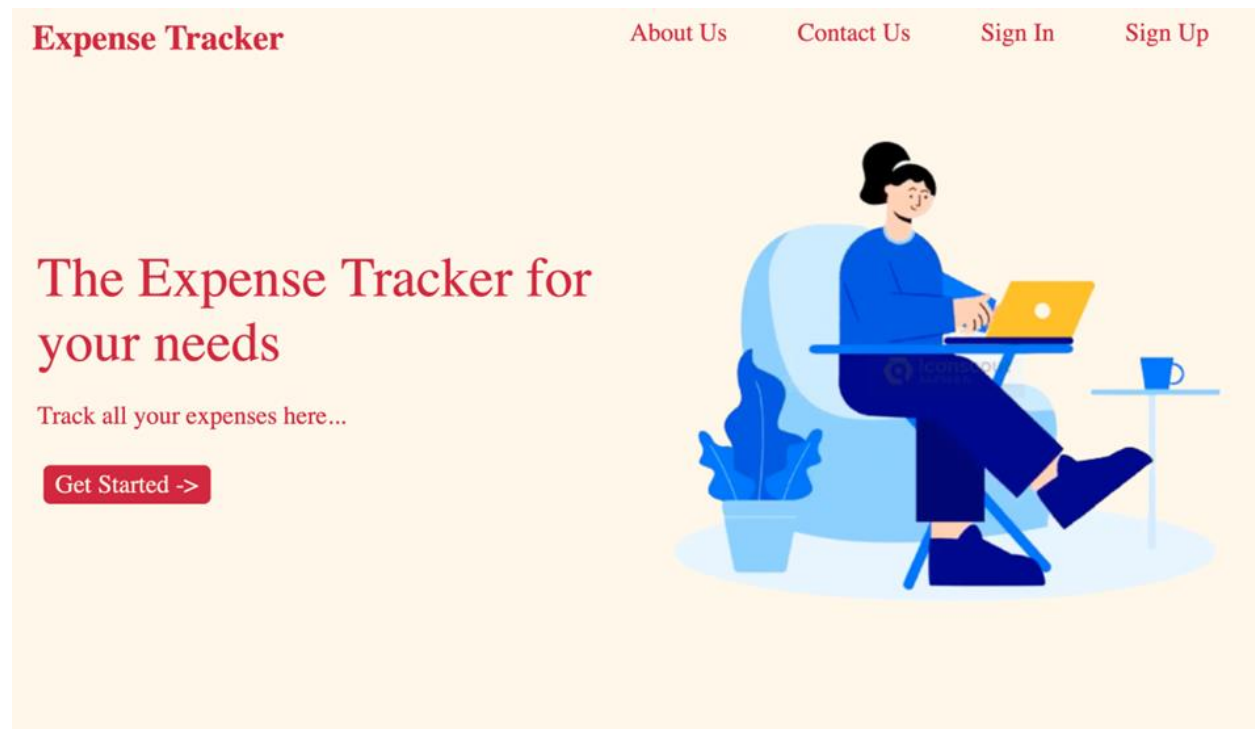 Expense Tracker
About Us
Contact Us
Sign In
Sign Up
The Expense Tracker for
your needs
Track all your expenses here...
Get Started ->